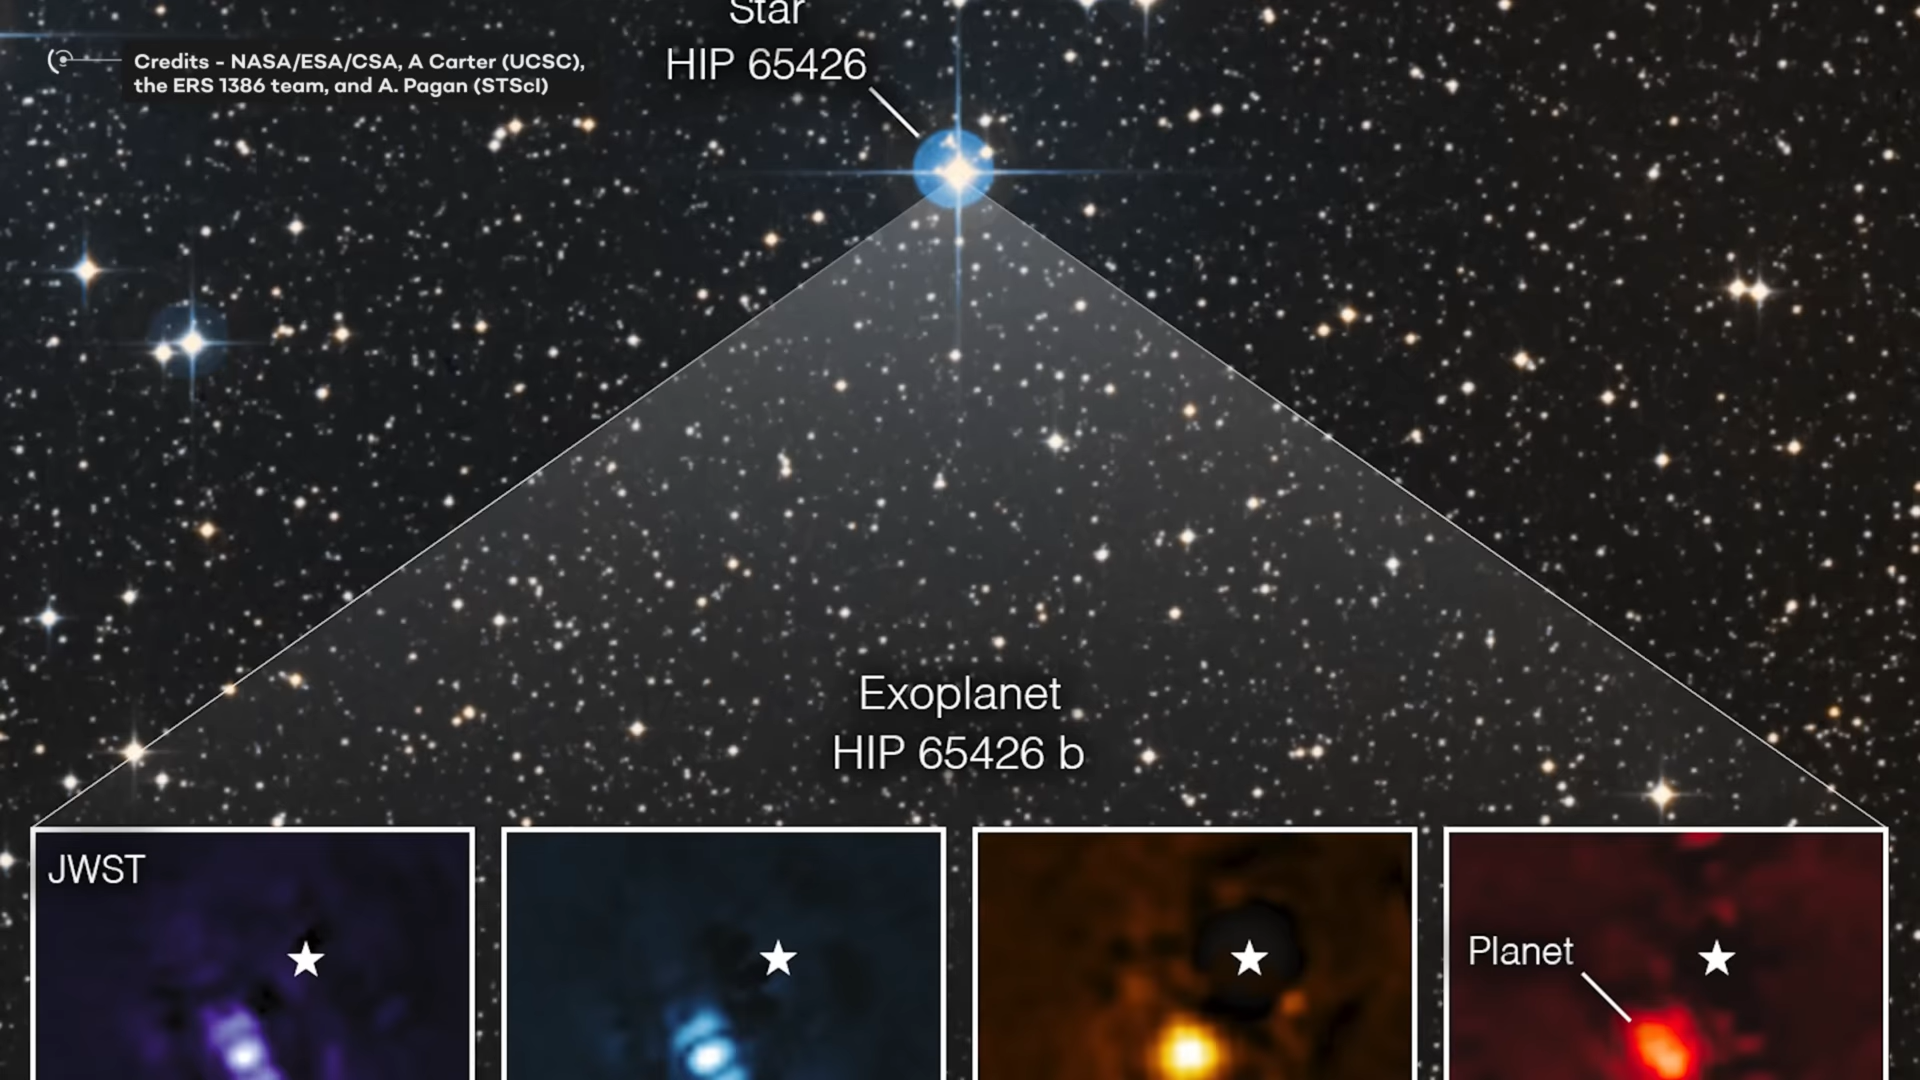 Star
HIP 65426
Credits - NASA/ESA/CSA, A Carter (UCSC),
the ERS 1386 team, and A. Pagan (STScI)
Exoplanet
HIP 65426 b
JWST
Planet